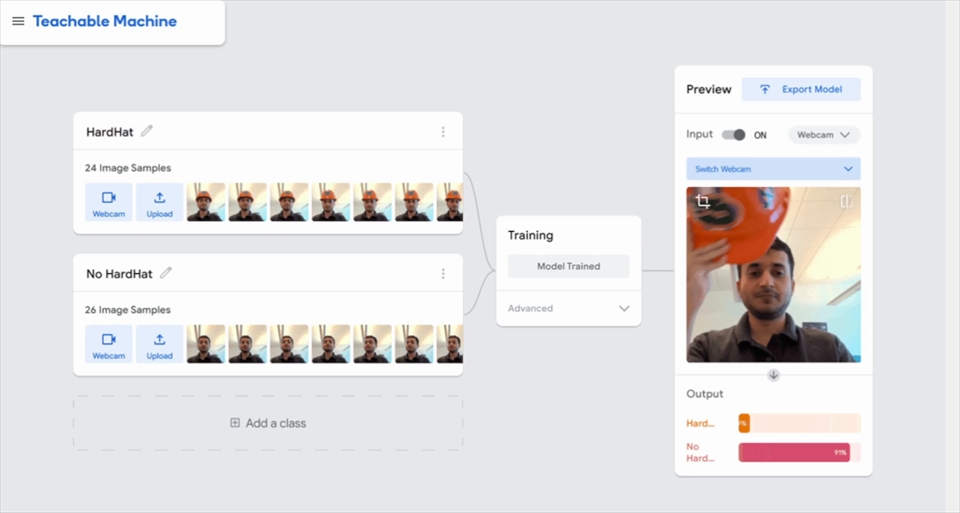 Teachable Machine
HardHat
24 Image Samples
Webcam
Upload
No HardHat
26 Image Samples
Webcam
Upload
Add a class
Training
Model Trained
Advanced
Preview
Export Model
Input
ON
Webcam
Switch Webcam
Output
Hard...
No
Hard...
91%